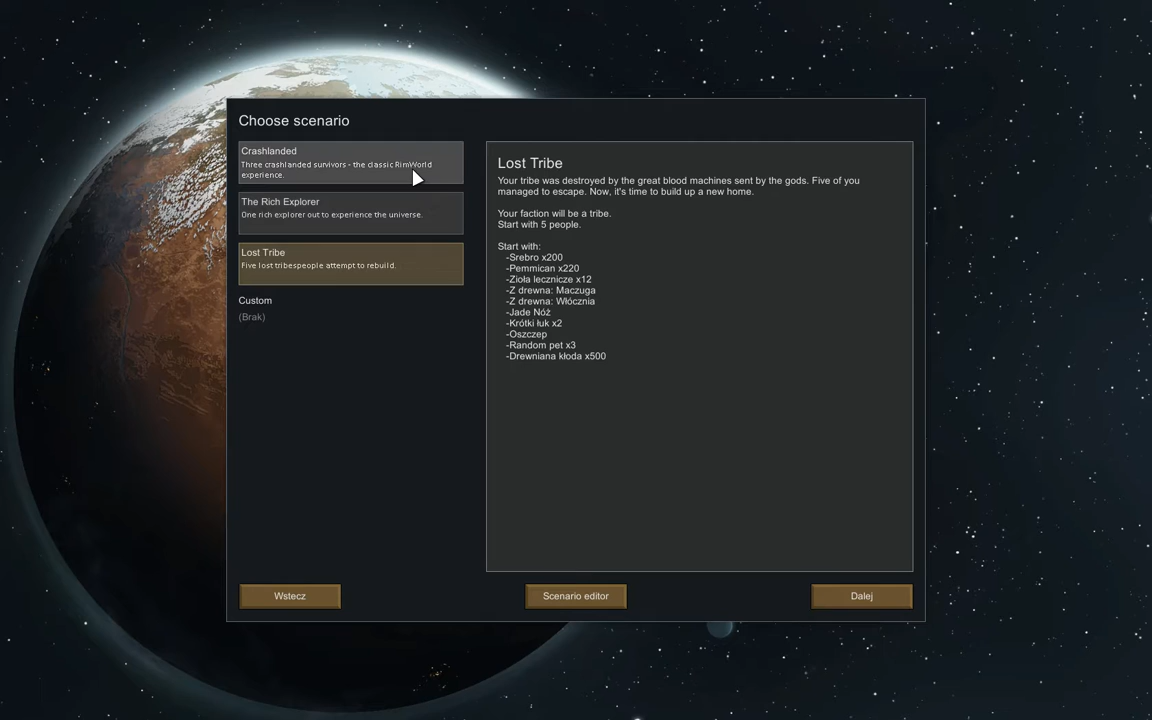 Choose scenario
Crashlanded
Three crashlanded survivors - the classic RimWorld
experience.
The Rich Explorer
One rich explorer out to experience the universe.
Lost Tribe
Five lost tribespeople attempt to rebuild.
Custom
(Brak)
Lost Tribe
Your tribe was destroyed by the great blood machines sent by the gods. Five of you
managed to escape. Now, it's time to build up a new home.
Your faction will be a tribe.
Start with 5 people.
Start with:
-Srebro x200
-Pemmican x220
-Zioła lecznicze x12
-Z drewna: Maczuga
-Z drewna: Włócznia
-Jade Nóż
-Krótki łuk x2
-Oszczep
-Random pet x3
-Drewniana kłoda x500
Wstecz
Scenario editor
Dalej